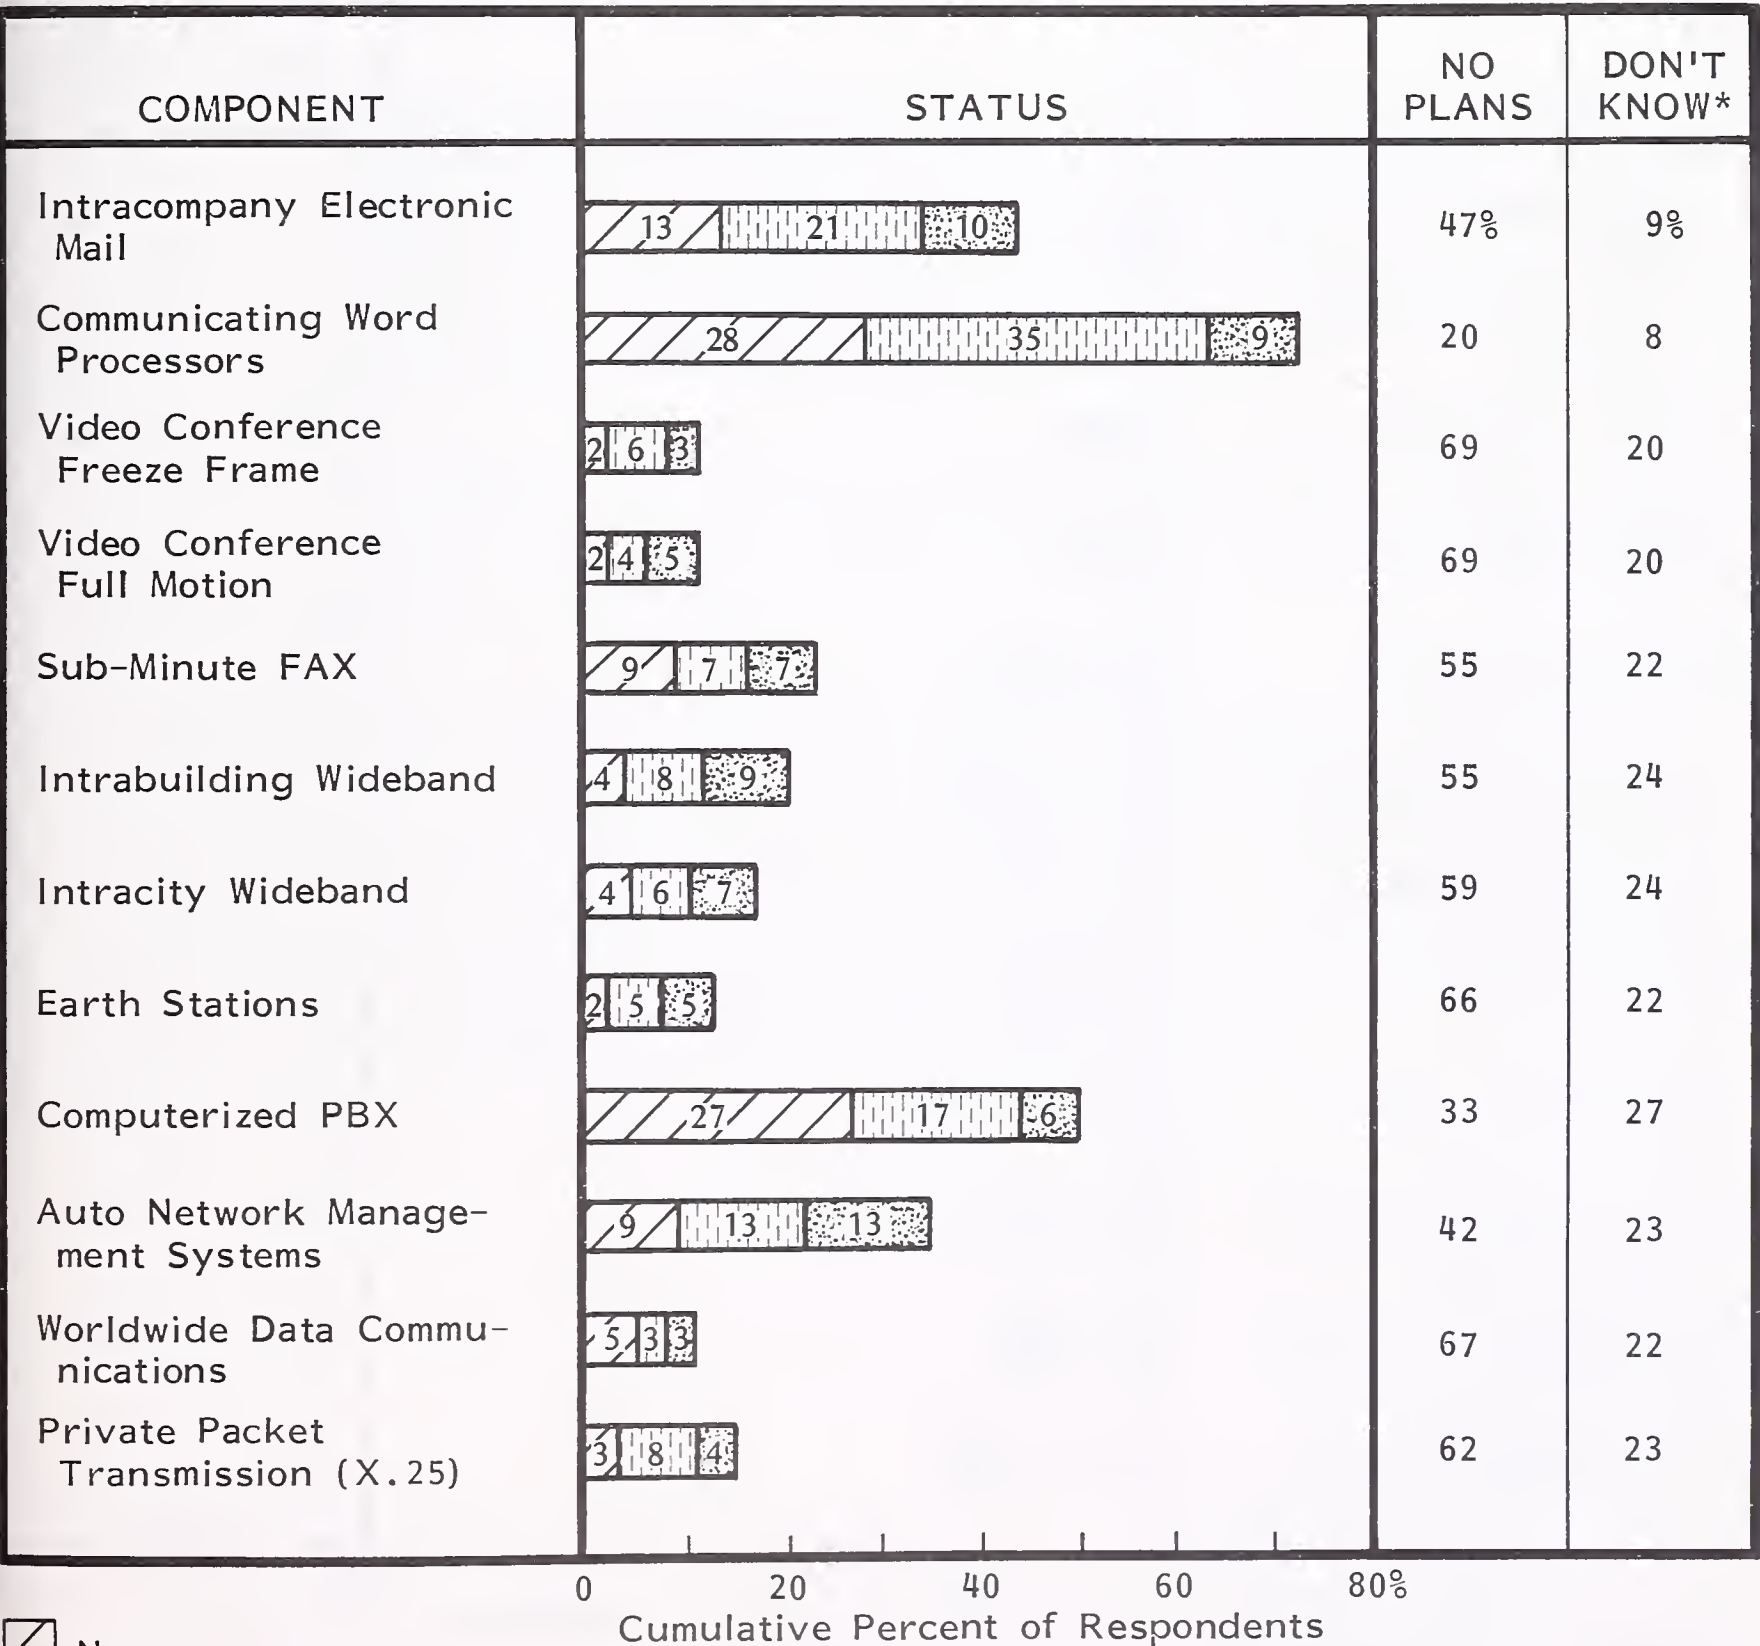 COMPONENT STATUS NO PLANS DON'T KNOW*
Intracompany Electronic
Mail 13 21 10 47% 9%
Communicating Word
Processors 28 35 9 20 8
Video Conference
Freeze Frame 2 6 3 69 20
Video Conference
Full Motion 2 4 5 69 20
Sub-Minute FAX 9 7 7 55 22
Intrabuilding Wideband 4 8 9 55 24
Intracity Wideband 4 6 7 59 24
Earth Stations 2 5 5 66 22
Computerized PBX 27 17 6 33 27
Auto Network Manage-
ment Systems 9 13 13 42 23
Worldwide Data Commu-
nications 5 3 3 67 22
Private Packet
Transmission (X.25) 3 8 4 62 23
0 20 40 60 80%
Cumulative Percent of Respondents